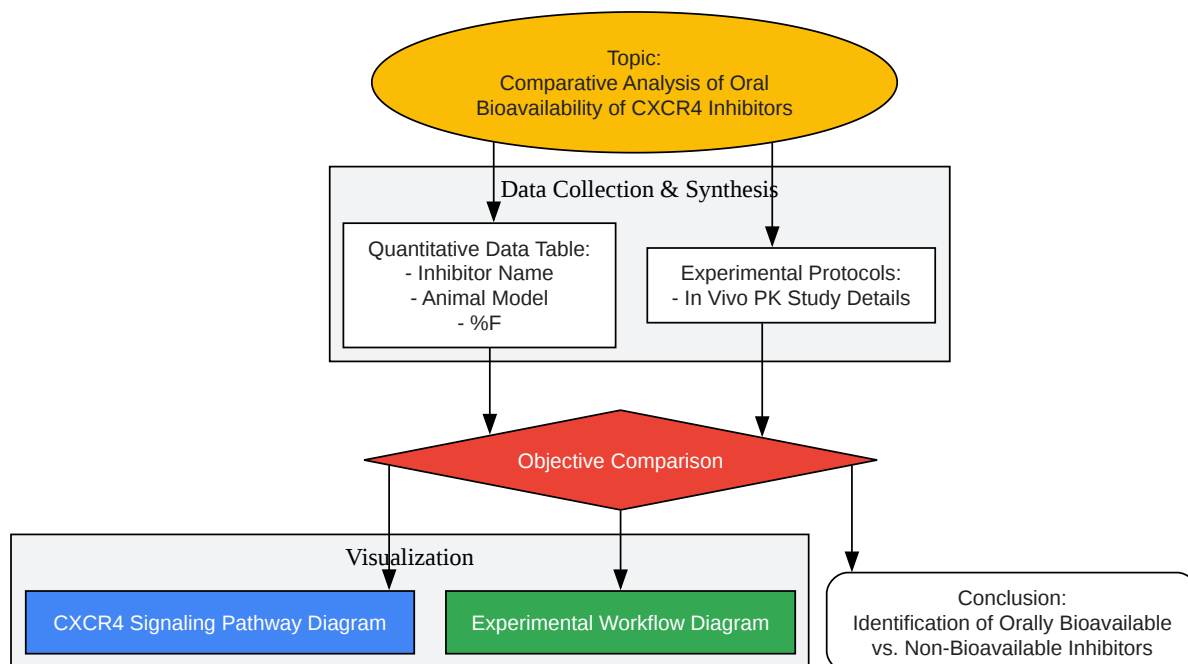 Topic:
Comparative Analysis of Oral
Bioavailability of CXCR4 Inhibitors
Data Collection & Synthesis
Quantitative Data Table:
- Inhibitor Name
- Animal Model
- %F
Experimental Protocols:
- In Vivo PK Study Details
Objective Comparison
Visualization
CXCR4 Signaling Pathway Diagram
Experimental Workflow Diagram
Conclusion:
Identification of Orally Bioavailable
vs. Non-Bioavailable Inhibitors